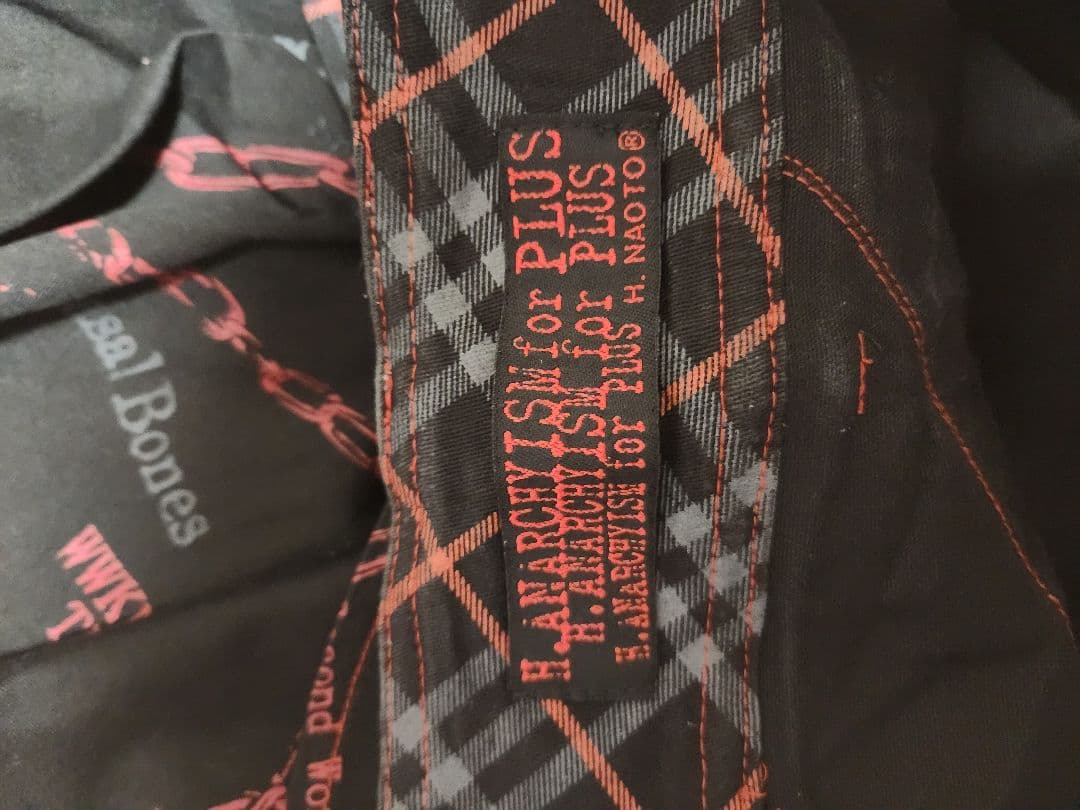 H.ANARCHYISM for PLUS
H.ANARCHYISM for PLUS
H.ANARCHYISM for PLUS H. NAOTO®
Bones